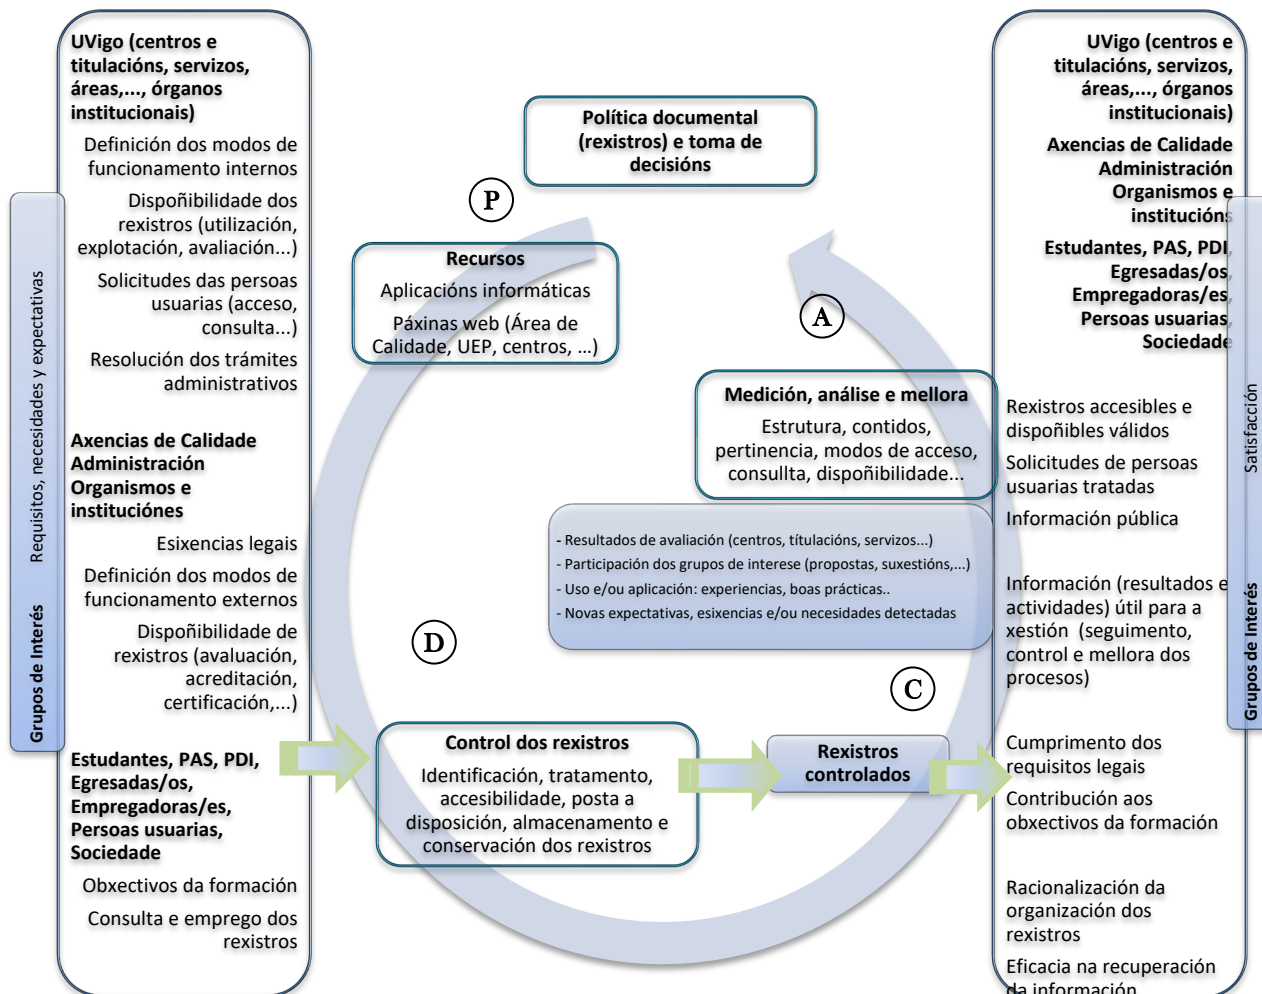 UVigo (centros e
titulacións, servizos,
áreas,..., órganos
institucionais)
Definición dos modos de
funcionamento internos
Dispoñibilidade dos
rexistros (utilización,
explotación, avaliación...)
Solicitudes das persoas
usuarias (acceso,
consulta...)
Resolución dos trámites
administrativos
Axencias de Calidade
Administración
Organismos e
instituciónes
Esixencias legais
Definición dos modos de
funcionamento externos
Dispoñibilidade de
rexistros (avaluación,
acreditación,
certificación,...)
Estudantes, PAS, PDI,
Egresadas/os,
Empregadoras/es,
Persoas usuarias,
Sociedade
Obxectivos da formación
Consulta e emprego dos
rexistros
Grupos de Interés Requisitos, necesidades y expectativas
Política documental
(rexistros) e toma de
decisións
P
Recursos
Aplicacións informáticas
Páxinas web (Área de
Calidade, UEP, centros, ...)
A
Medición, análise e mellora
Estrutura, contidos,
pertinencia, modos de acceso,
consullta, dispoñibilidade...
- Resultados de avaliación (centros, títulacións, servizos...)
- Participación dos grupos de interese (propostas, suxestións,...)
- Uso e/ou aplicación: experiencias, boas prácticas..
- Novas expectativas, esixencias e/ou necesidades detectadas
D
C
Control dos rexistros
Identificación, tratamento,
accesibilidade, posta a
disposición, almacenamento e
conservación dos rexistros
Rexistros
controlados
UVigo (centros e
titulacións, servizos,
áreas,..., órganos
institucionais)
Axencias de Calidade
Administración
Organismos e
institucións
Estudantes, PAS, PDI,
Egresadas/os,
Empregadoras/es,
Persoas usuarias,
Sociedade
Rexistros accesibles e
dispoñibles válidos
Solicitudes de persoas
usuarias tratadas
Información pública
Información (resultados e
actividades) útil para a
xestión (seguimento,
control e mellora dos
procesos)
Cumprimento dos
requisitos legais
Contribución aos
obxectivos da formación
Racionalización da
organización dos
rexistros
Eficacia na recuperación
da información
Grupos de Interés Satisfacción